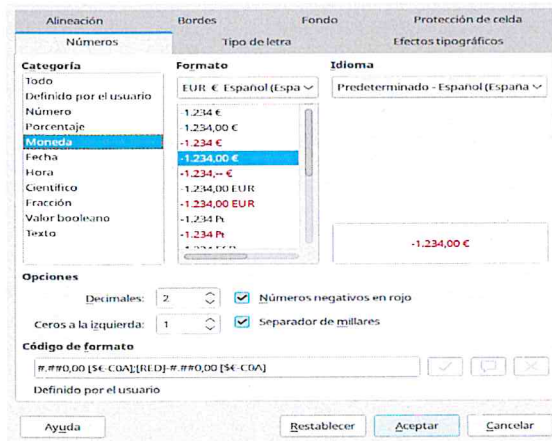 Alineación Bordes Fondo Protección de celda
Números Tipo de letra Efectos tipográficos
Categoría
Todo
Definido por el usuario
Número
Porcentaje
Moneda
Fecha
Hora
Científico
Fracción
Valor booleano
Texto
Formato
EUR € Español (Espa
-1.234 €
-1.234,00 €
-1.234 €
-1.234,00 €
-1.234,-- €
-1.234,00 EUR
-1.234,00 EUR
-1.234 Pt
-1.234 Pt
Idioma
Predeterminado - Español (España
-1.234,00 €
Opciones
Decimales: 2 Números negativos en rojo
Ceros a la izquierda: 1 Separador de millares
Código de formato
#.##0,00 [$€-C0A];[RED]-#.##0,00 [$€-C0A]
Definido por el usuario
Ayuda Restablecer Aceptar Cancelar